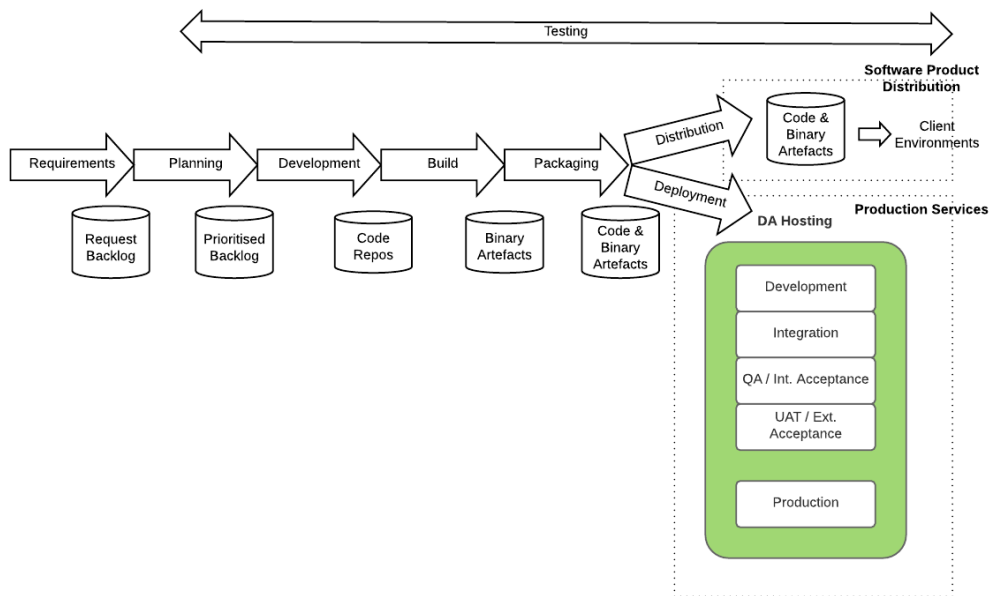 Testing
Software Product
Distribution
Requirements
Planning
Development
Build
Packaging
Distribution
Deployment
Code &
Binary
Artefacts
Client
Environments
Request
Backlog
Prioritised
Backlog
Code
Repos
Binary
Artefacts
Code &
Binary
Artefacts
Production Services
DA Hosting
Development
Integration
QA / Int. Acceptance
UAT / Ext.
Acceptance
Production